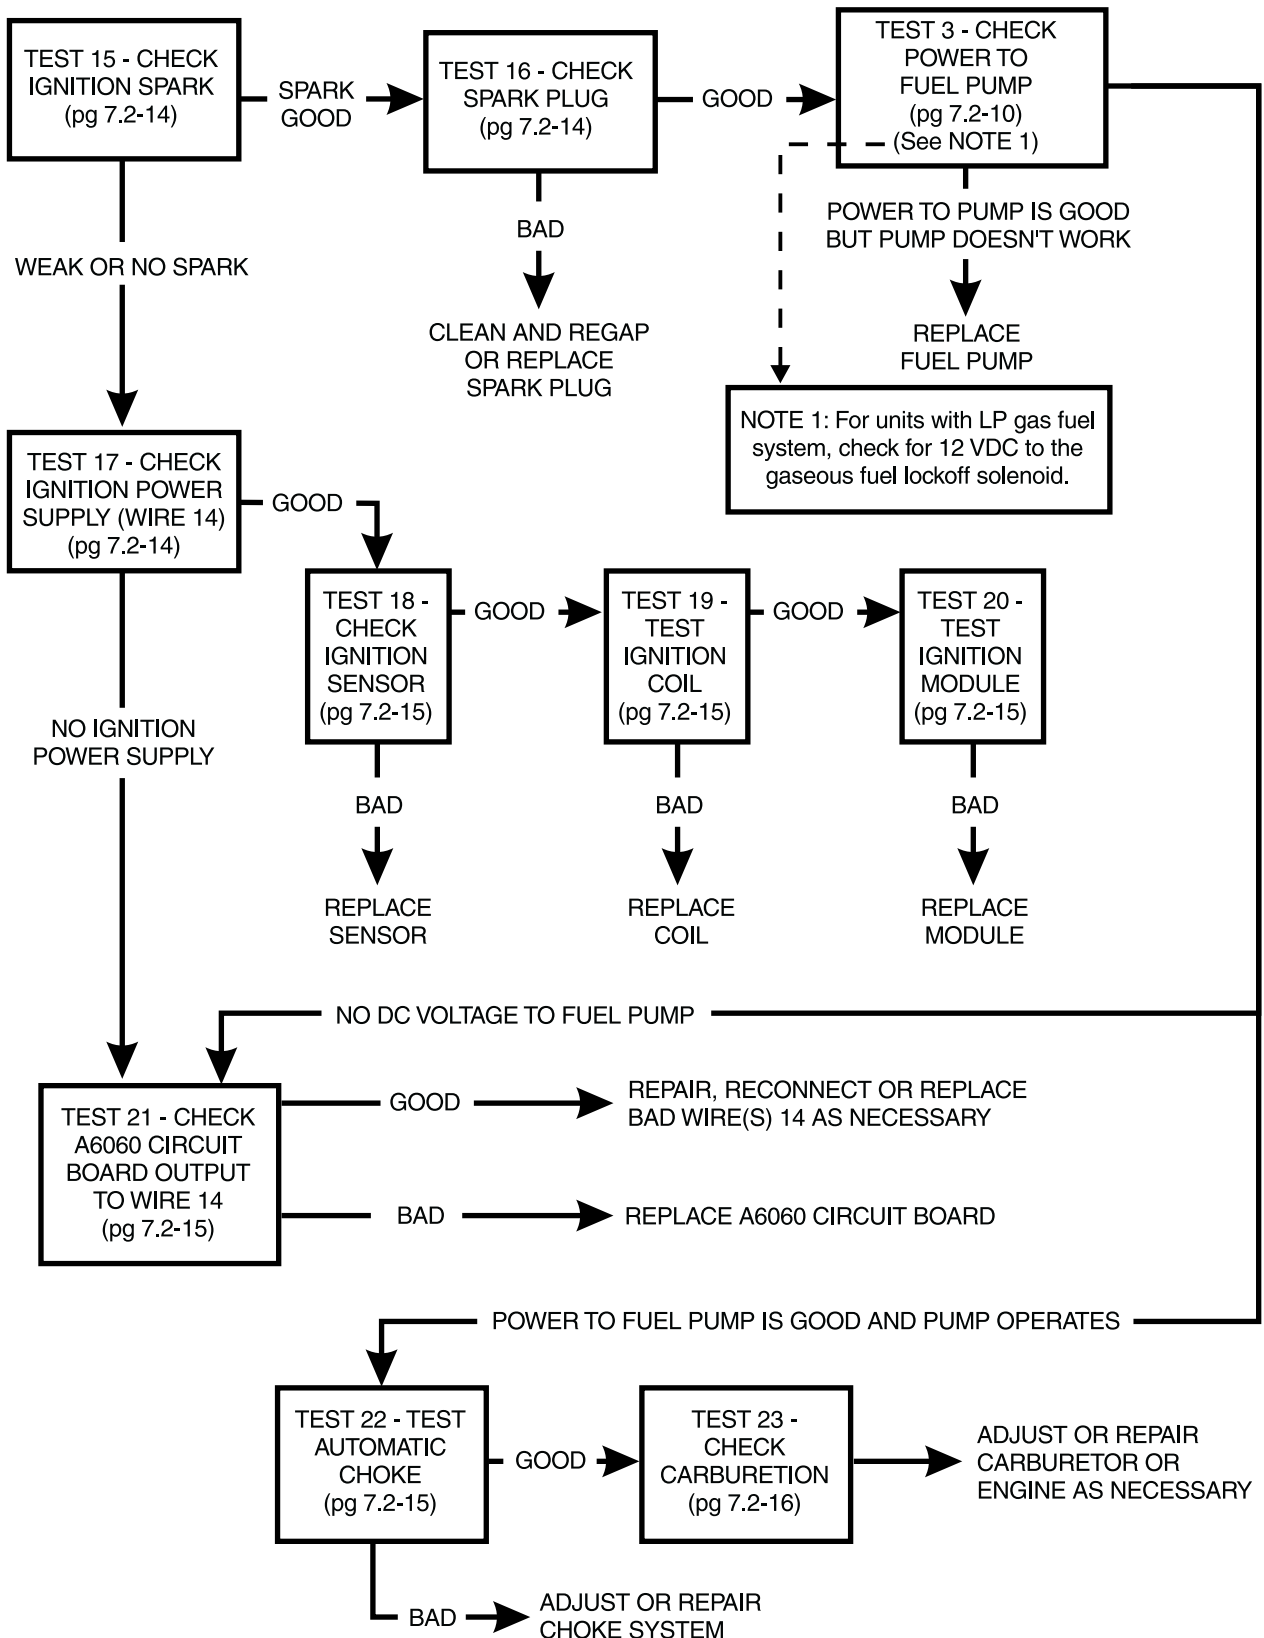 TEST 15 - CHECK
IGNITION SPARK
(pg 7.2-14)
SPARK
GOOD
TEST 16 - CHECK
SPARK PLUG
(pg 7.2-14)
GOOD
TEST 3 - CHECK
POWER TO
FUEL PUMP
(pg 7.2-10)
(See NOTE 1)
WEAK OR NO SPARK
BAD
CLEAN AND REGAP
OR REPLACE
SPARK PLUG
POWER TO PUMP IS GOOD
BUT PUMP DOESN'T WORK
REPLACE
FUEL PUMP
NOTE 1: For units with LP gas fuel
system, check for 12 VDC to the
gaseous fuel lockoff solenoid.
TEST 17 - CHECK
IGNITION POWER
SUPPLY (WIRE 14)
(pg 7.2-14)
GOOD
TEST 18 -
CHECK
IGNITION
SENSOR
(pg 7.2-15)
GOOD
TEST 19 -
TEST
IGNITION
COIL
(pg 7.2-15)
GOOD
TEST 20 -
TEST
IGNITION
MODULE
(pg 7.2-15)
NO IGNITION
POWER SUPPLY
BAD
REPLACE
SENSOR
BAD
REPLACE
COIL
BAD
REPLACE
MODULE
NO DC VOLTAGE TO FUEL PUMP
TEST 21 - CHECK
A6060 CIRCUIT
BOARD OUTPUT
TO WIRE 14
(pg 7.2-15)
GOOD
REPAIR, RECONNECT OR REPLACE
BAD WIRE(S) 14 AS NECESSARY
BAD
REPLACE A6060 CIRCUIT BOARD
POWER TO FUEL PUMP IS GOOD AND PUMP OPERATES
TEST 22 - TEST
AUTOMATIC
CHOKE
(pg 7.2-15)
GOOD
TEST 23 -
CHECK
CARBURETION
(pg 7.2-16)
ADJUST OR REPAIR
CARBURETOR OR
ENGINE AS NECESSARY
BAD
ADJUST OR REPAIR
CHOKE SYSTEM